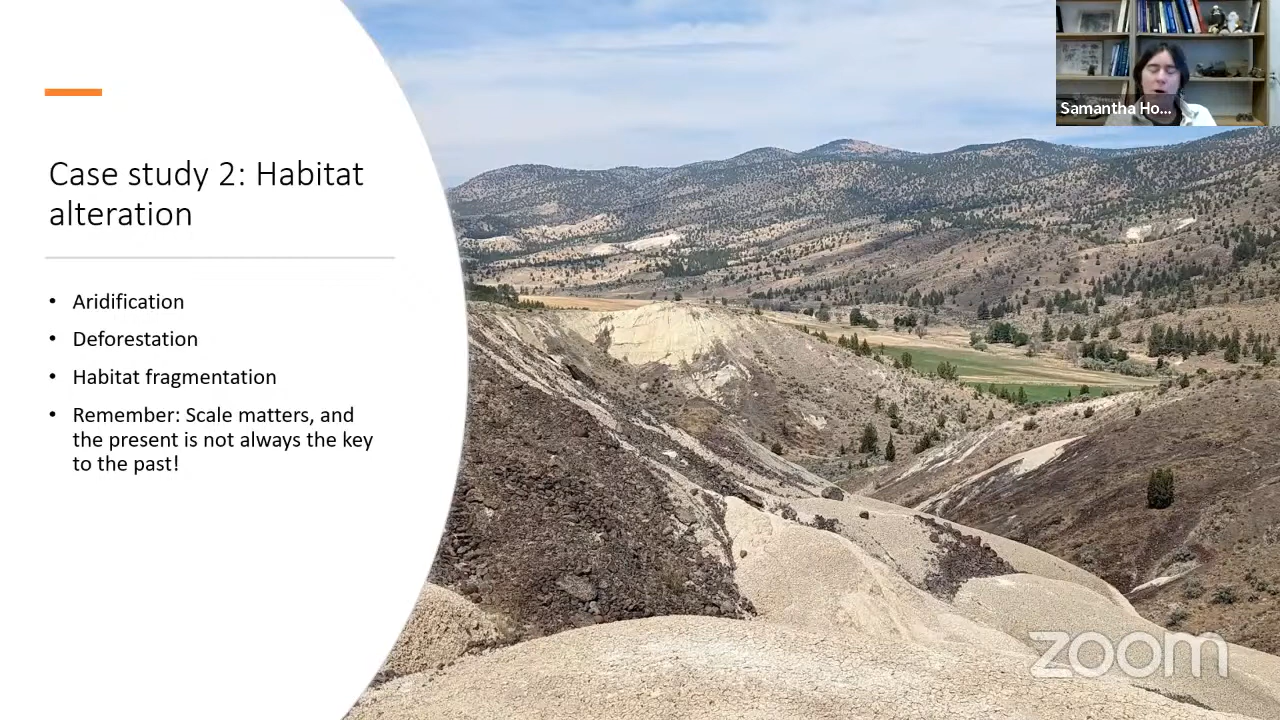 Samantha Ho...
Case study 2: Habitat
alteration
• Aridification
• Deforestation
• Habitat fragmentation
• Remember: Scale matters, and
the present is not always the key
to the past!
zoom